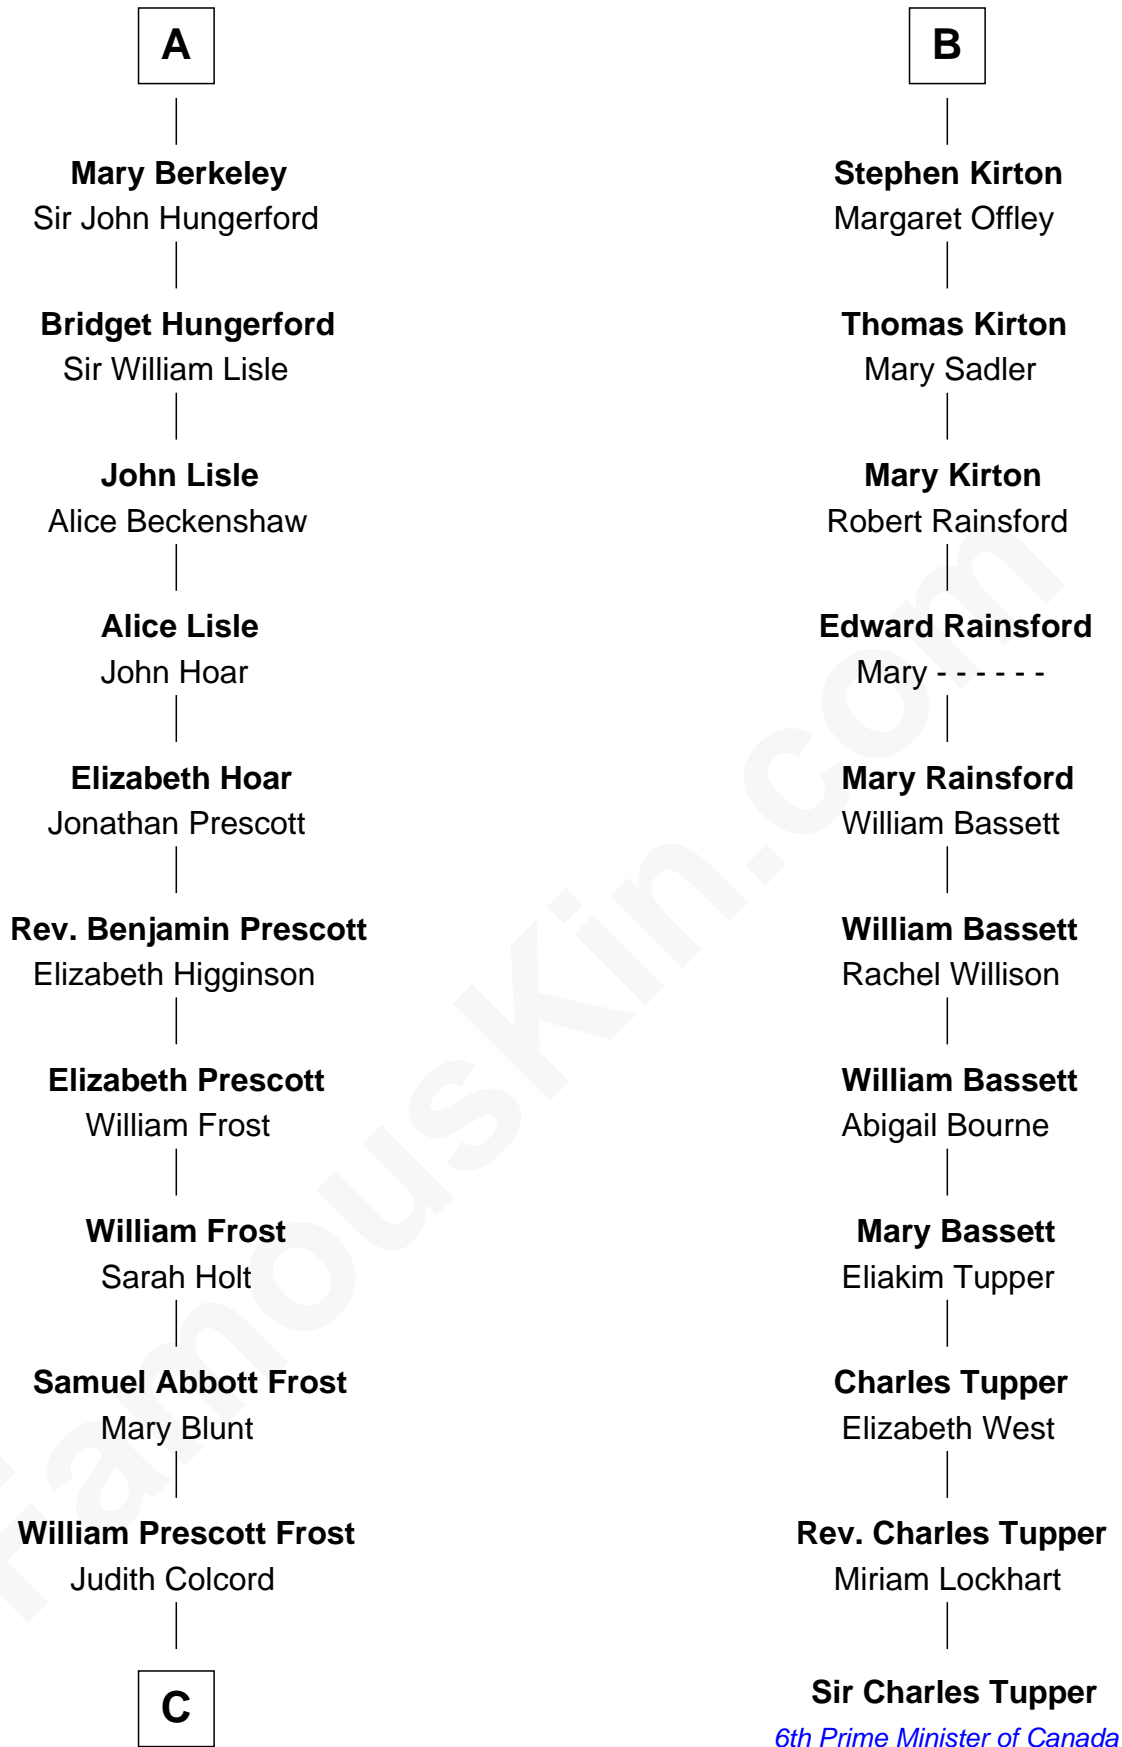 A
Mary Berkeley
Sir John Hungerford
Bridget Hungerford
Sir William Lisle
John Lisle
Alice Beckenshaw
Alice Lisle
John Hoar
Elizabeth Hoar
Jonathan Prescott
Rev. Benjamin Prescott
Elizabeth Higginson
Elizabeth Prescott
William Frost
William Frost
Sarah Holt
Samuel Abbott Frost
Mary Blunt
William Prescott Frost
Judith Colcord
C
B
Stephen Kirton
Margaret Offley
Thomas Kirton
Mary Sadler
Mary Kirton
Robert Rainsford
Edward Rainsford
Mary - - - - - -
Mary Rainsford
William Bassett
William Bassett
Rachel Willison
William Bassett
Abigail Bourne
Mary Bassett
Eliakim Tupper
Charles Tupper
Elizabeth West
Rev. Charles Tupper
Miriam Lockhart
Sir Charles Tupper
6th Prime Minister of Canada
FamousKin.com